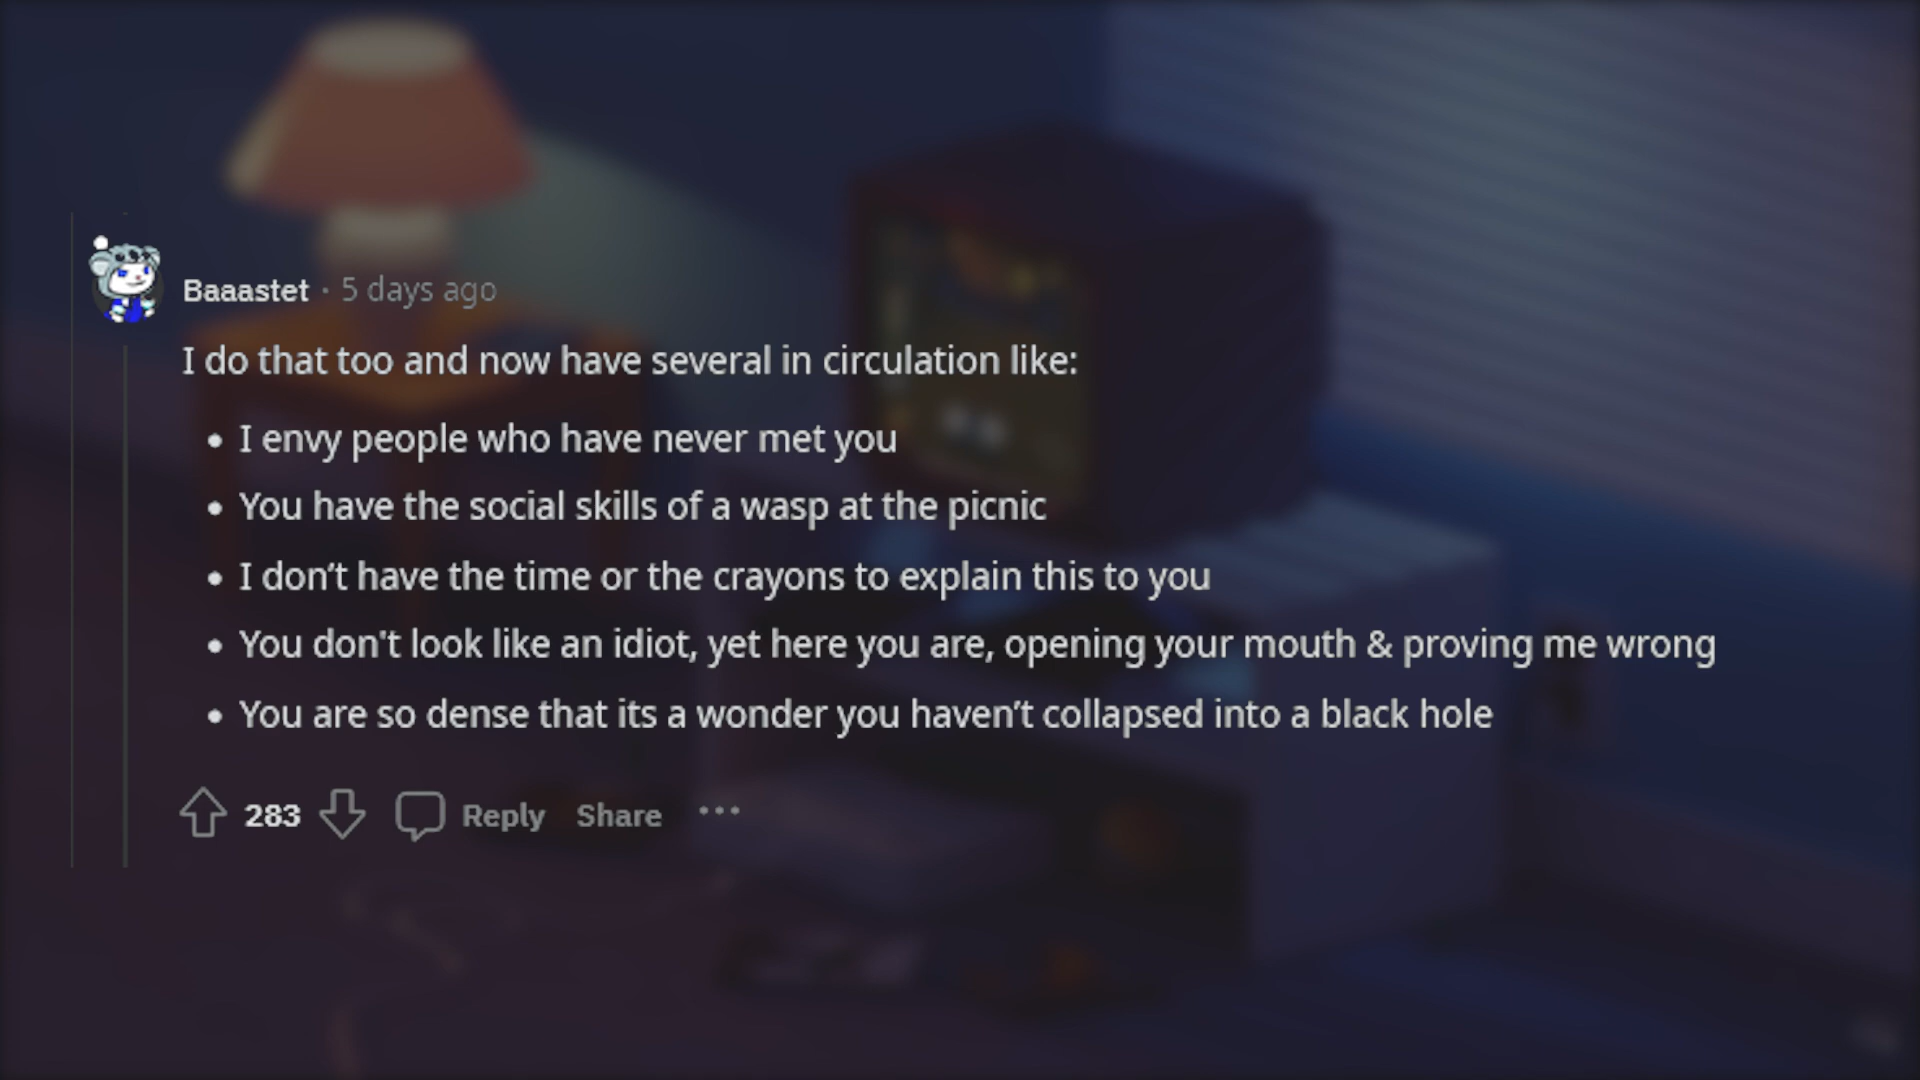 Baaastet · 5 days ago
I do that too and now have several in circulation like:
• I envy people who have never met you
• You have the social skills of a wasp at the picnic
• I don’t have the time or the crayons to explain this to you
• You don't look like an idiot, yet here you are, opening your mouth & proving me wrong
• You are so dense that its a wonder you haven’t collapsed into a black hole
283 Reply Share ···